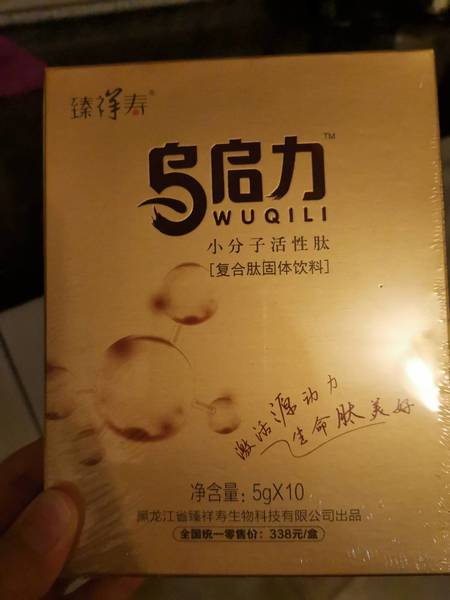 臻祥寿®
5启力™
WUQILI
小分子活性肽
[复合肽固体饮料]
激活源动力
生命肽美好
净含量: 5gX10
黑龙江省臻祥寿生物科技有限公司出品
全国统一零售价: 338元/盒